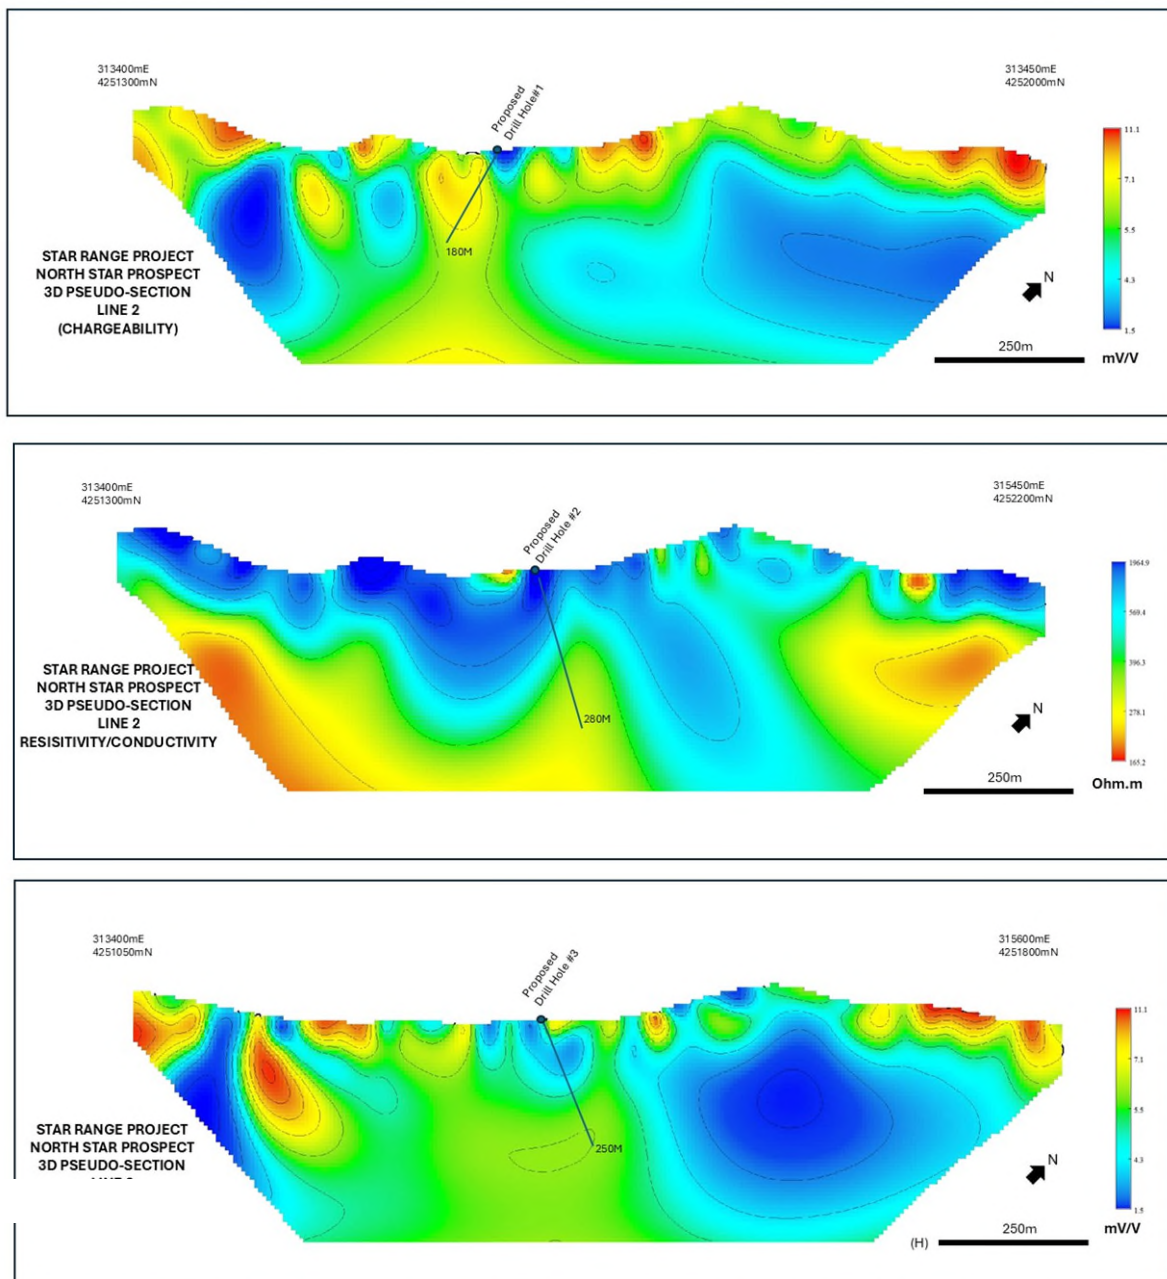 313400mE
4251300mN
313450mE
4252000mN
Proposed
Drill Hole#1
180M
STAR RANGE PROJECT
NORTH STAR PROSPECT
3D PSEUDO-SECTION
LINE 2
(CHARGEABILITY)
N
250m
11.1
7.1
5.5
4.3
1.5
mV/V
313400mE
4251300mN
315450mE
4252200mN
Proposed
Drill Hole #2
280M
STAR RANGE PROJECT
NORTH STAR PROSPECT
3D PSEUDO-SECTION
LINE 2
RESISITIVITY/CONDUCTIVITY
N
250m
1964.9
569.4
396.3
278.1
165.2
Ohm.m
313400mE
4251050mN
315600mE
4251800mN
Proposed
Drill Hole #3
250M
STAR RANGE PROJECT
NORTH STAR PROSPECT
3D PSEUDO-SECTION
N
(H)
250m
11.1
7.1
5.5
4.3
1.5
mV/V